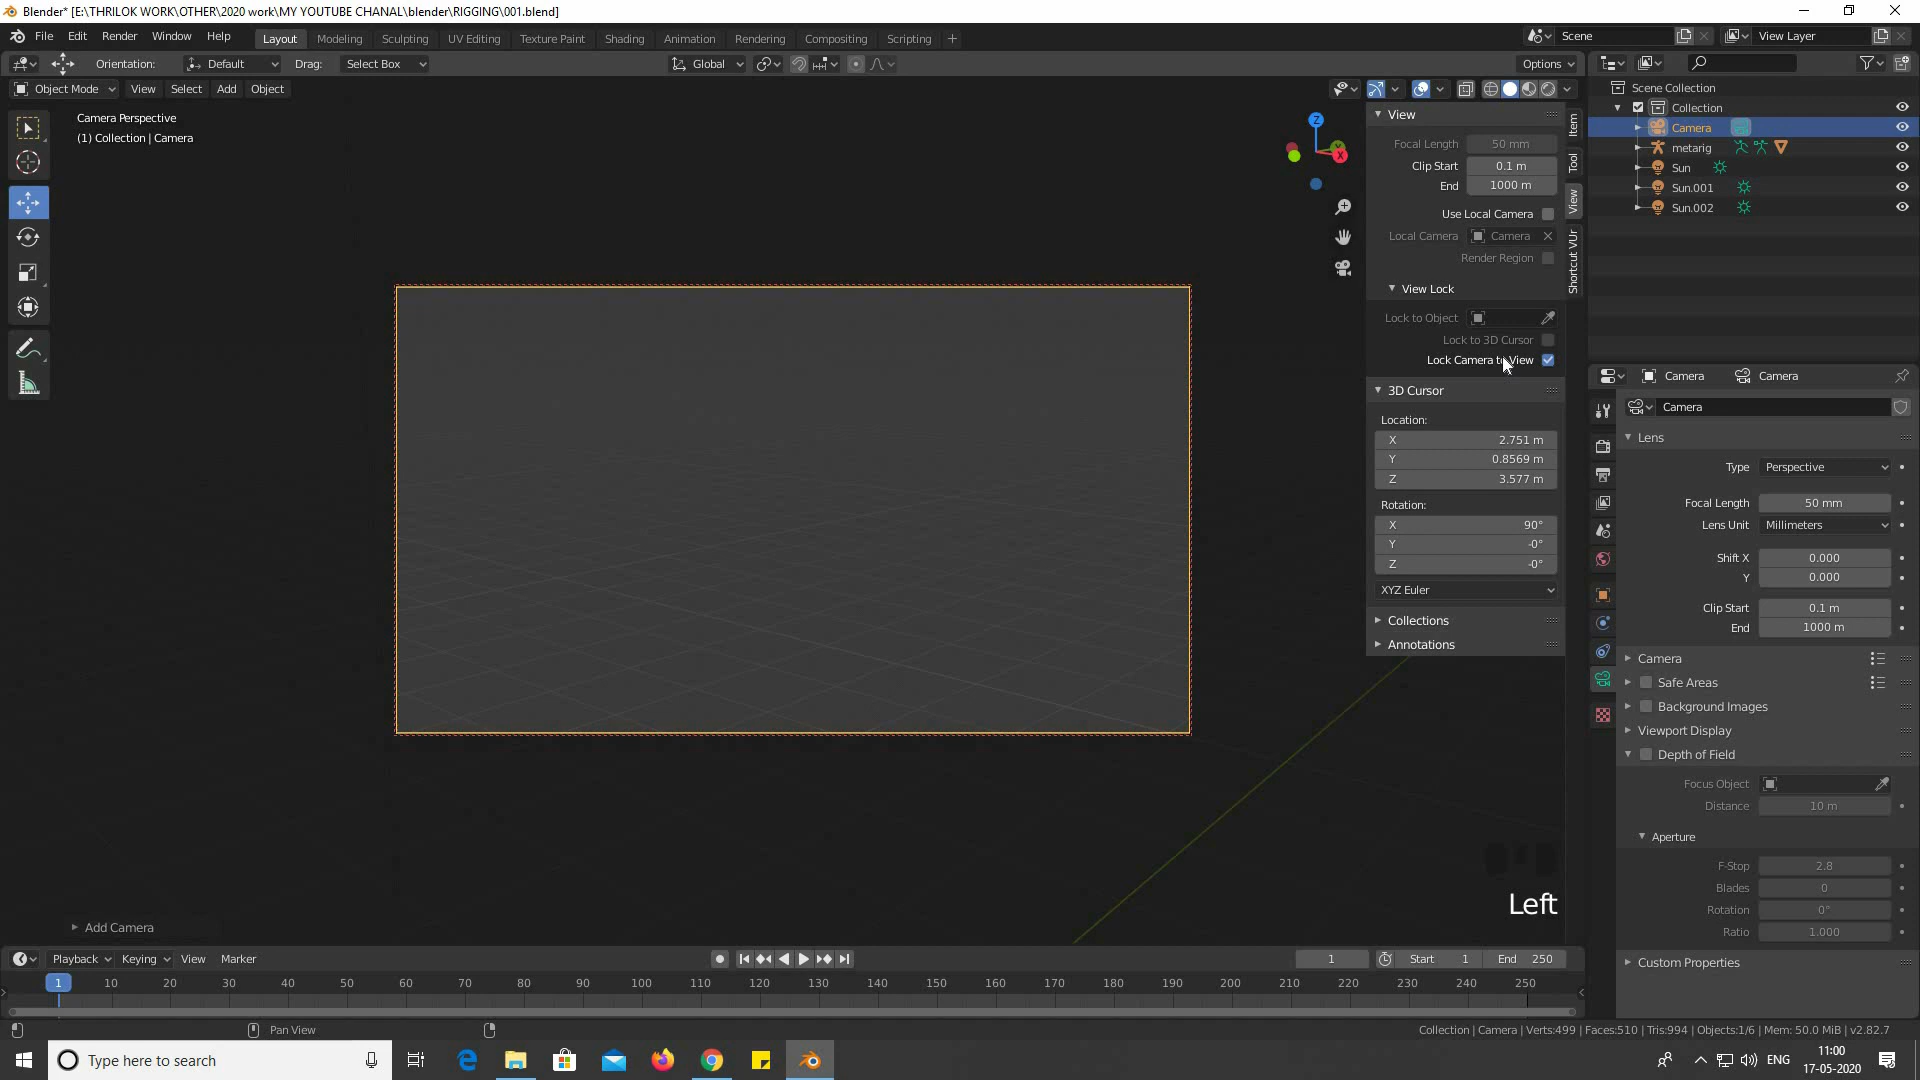 Blender* [E:\THRILOK WORK\OTHER\2020 work\MY YOUTUBE CHANAL\blender\RIGGING\001.blend]
File Edit Render Window Help Layout Modeling Sculpting UV Editing Texture Paint Shading Animation Rendering Compositing Scripting Scene View Layer
Orientation: Default Drag: Select Box Global Options
Object Mode View Select Add Object
Camera Perspective
(1) Collection | Camera
Z
X
View
Focal Length 50 mm
Clip Start 0.1 m
End 1000 m
Use Local Camera
Local Camera Camera
Render Region
View Lock
Lock to Object
Lock to 3D Cursor
Lock Camera to View
3D Cursor
Location:
X 2.751 m
Y 0.8569 m
Z 3.577 m
Rotation:
X 90°
Y -0°
Z -0°
XYZ Euler
Collections
Annotations
Item
Tool
View
Shortcut VUr
Scene Collection
Collection
Camera
metarig
Sun
Sun.001
Sun.002
Camera Camera
Camera
Lens
Type Perspective
Focal Length 50 mm
Lens Unit Millimeters
Shift X 0.000
Y 0.000
Clip Start 0.1 m
End 1000 m
Camera
Safe Areas
Background Images
Viewport Display
Depth of Field
Focus Object
Distance 10 m
Aperture
F-Stop 2.8
Blades 0
Rotation 0°
Ratio 1.000
Custom Properties
Left
Add Camera
Playback Keying View Marker 1 Start 1 End 250
1 10 20 30 40 50 60 70 80 90 100 110 120 130 140 150 160 170 180 190 200 210 220 230 240 250
Pan View
Collection | Camera | Verts:499 | Faces:510 | Tris:994 | Objects:1/6 | Mem: 50.0 MiB | v2.82.7
Type here to search
ENG
11:00
17-05-2020